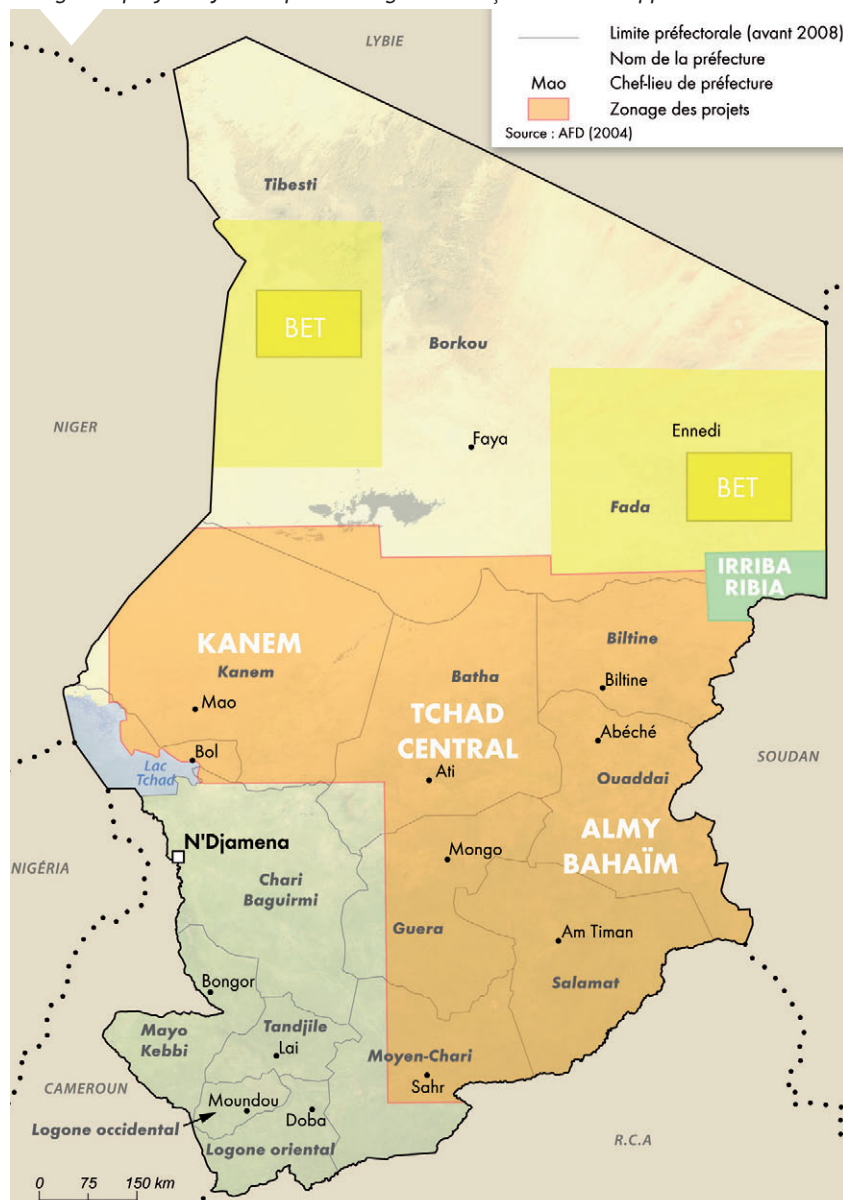 LYBIE
Limite préfectorale (avant 2008)
Nom de la préfecture
Mao Chef-lieu de préfecture
Zonage des projets
Source : AFD (2004)
Tibesti
BET
Borkou
NIGER
Faya
Ennedi
BET
Fada
IRRIBA
RIBIA
KANEM
Kanem
Biltine
Batha
Biltine
Mao
TCHAD
CENTRAL
Abéché
Bol
SOUDAN
Lac
Tchad
Ati
Ouaddai
ALMY
BAHAÏM
N'Djamena
Mongo
NIGÉRIA
Chari
Baguirmi
Guera
Am Timan
Salamat
Bongor
Mayo
Kebbi
Tandjile
Lai
Moyen-Chari
Sahr
CAMEROUN
Moundou
Doba
Logone occidental
Logone oriental
R.C.A
0 75 150 km